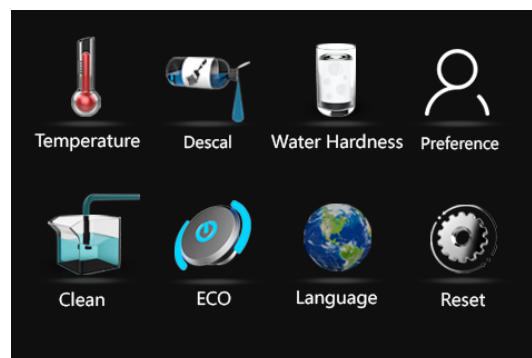 Temperature
Descal
Water Hardness
Preference
Clean
ECO
Language
Reset